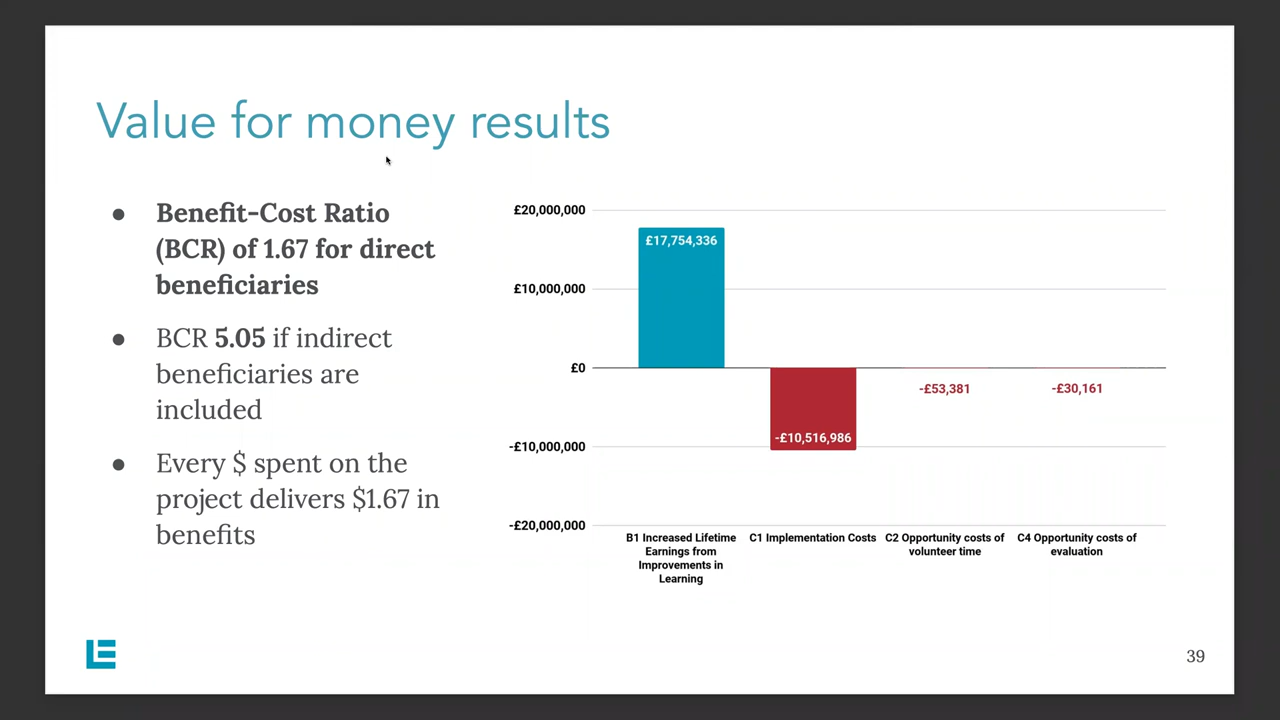 Value for money results
● Benefit-Cost Ratio
(BCR) of 1.67 for direct
beneficiaries
● BCR 5.05 if indirect
beneficiaries are
included
● Every $ spent on the
project delivers $1.67 in
benefits
£20,000,000
£10,000,000
£0
-£10,000,000
-£20,000,000
£17,754,336
-£10,516,986
-£53,381
-£30,161
B1 Increased Lifetime
Earnings from
Improvements in
Learning
C1 Implementation Costs
C2 Opportunity costs of
volunteer time
C4 Opportunity costs of
evaluation
LE
39